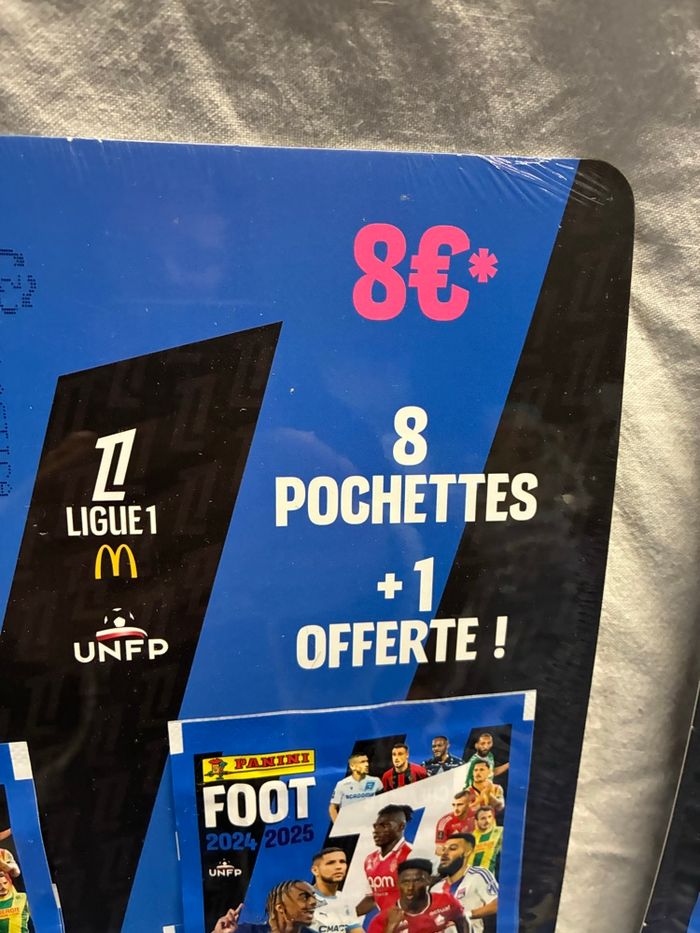 8€*
8
POCHETTES
+1
OFFERTE !
LIGUE 1
UNFP
PANINI
FOOT
2024 2025
UNFP